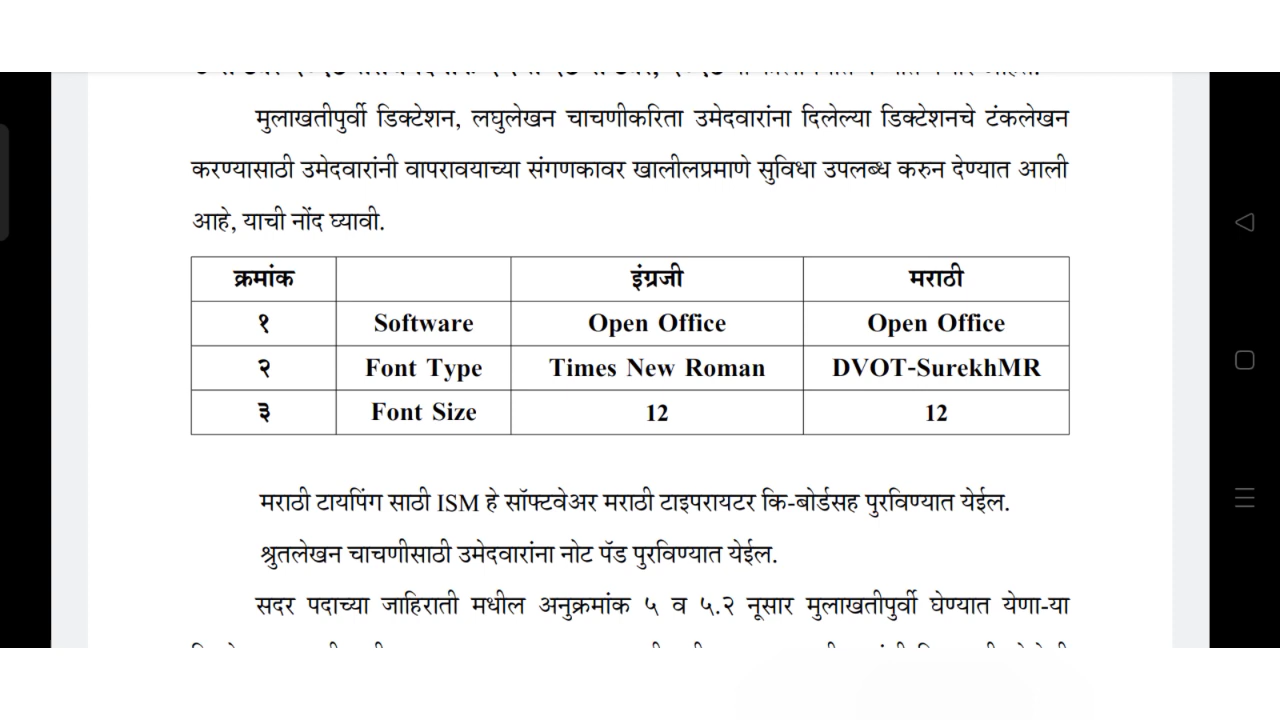 मुलाखतीपुर्वी डिक्टेशन, लघुलेखन चाचणीकरिता उमेदवारांना दिलेल्या डिक्टेशनचे टंकलेखन
करण्यासाठी उमेदवारांनी वापरावयाच्या संगणकावर खालीलप्रमाणे सुविधा उपलब्ध करुन देण्यात आली
आहे, याची नोंद घ्यावी.
क्रमांक इंग्रजी मराठी
१ Software Open Office Open Office
२ Font Type Times New Roman DVOT-SurekhMR
३ Font Size 12 12
मराठी टायपिंग साठी ISM हे सॉफ्टवेअर मराठी टाइपरायटर कि-बोर्डसह पुरविण्यात येईल.
श्रुतलेखन चाचणीसाठी उमेदवारांना नोट पॅड पुरविण्यात येईल.
सदर पदाच्या जाहिराती मधील अनुक्रमांक ५ व ५.२ नूसार मुलाखतीपुर्वी घेण्यात येणा-या